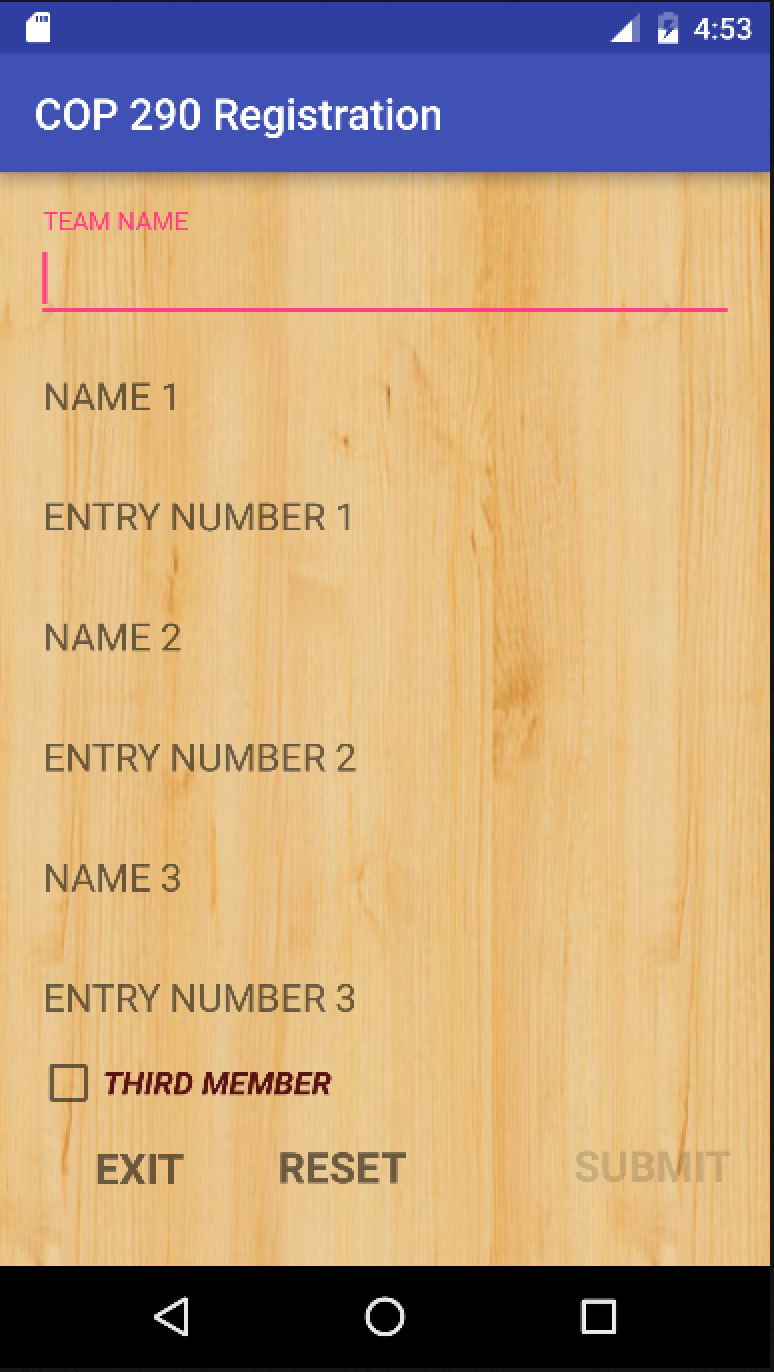 4:53
COP 290 Registration
TEAM NAME
NAME 1
ENTRY NUMBER 1
NAME 2
ENTRY NUMBER 2
NAME 3
ENTRY NUMBER 3
THIRD MEMBER
EXIT RESET SUBMIT